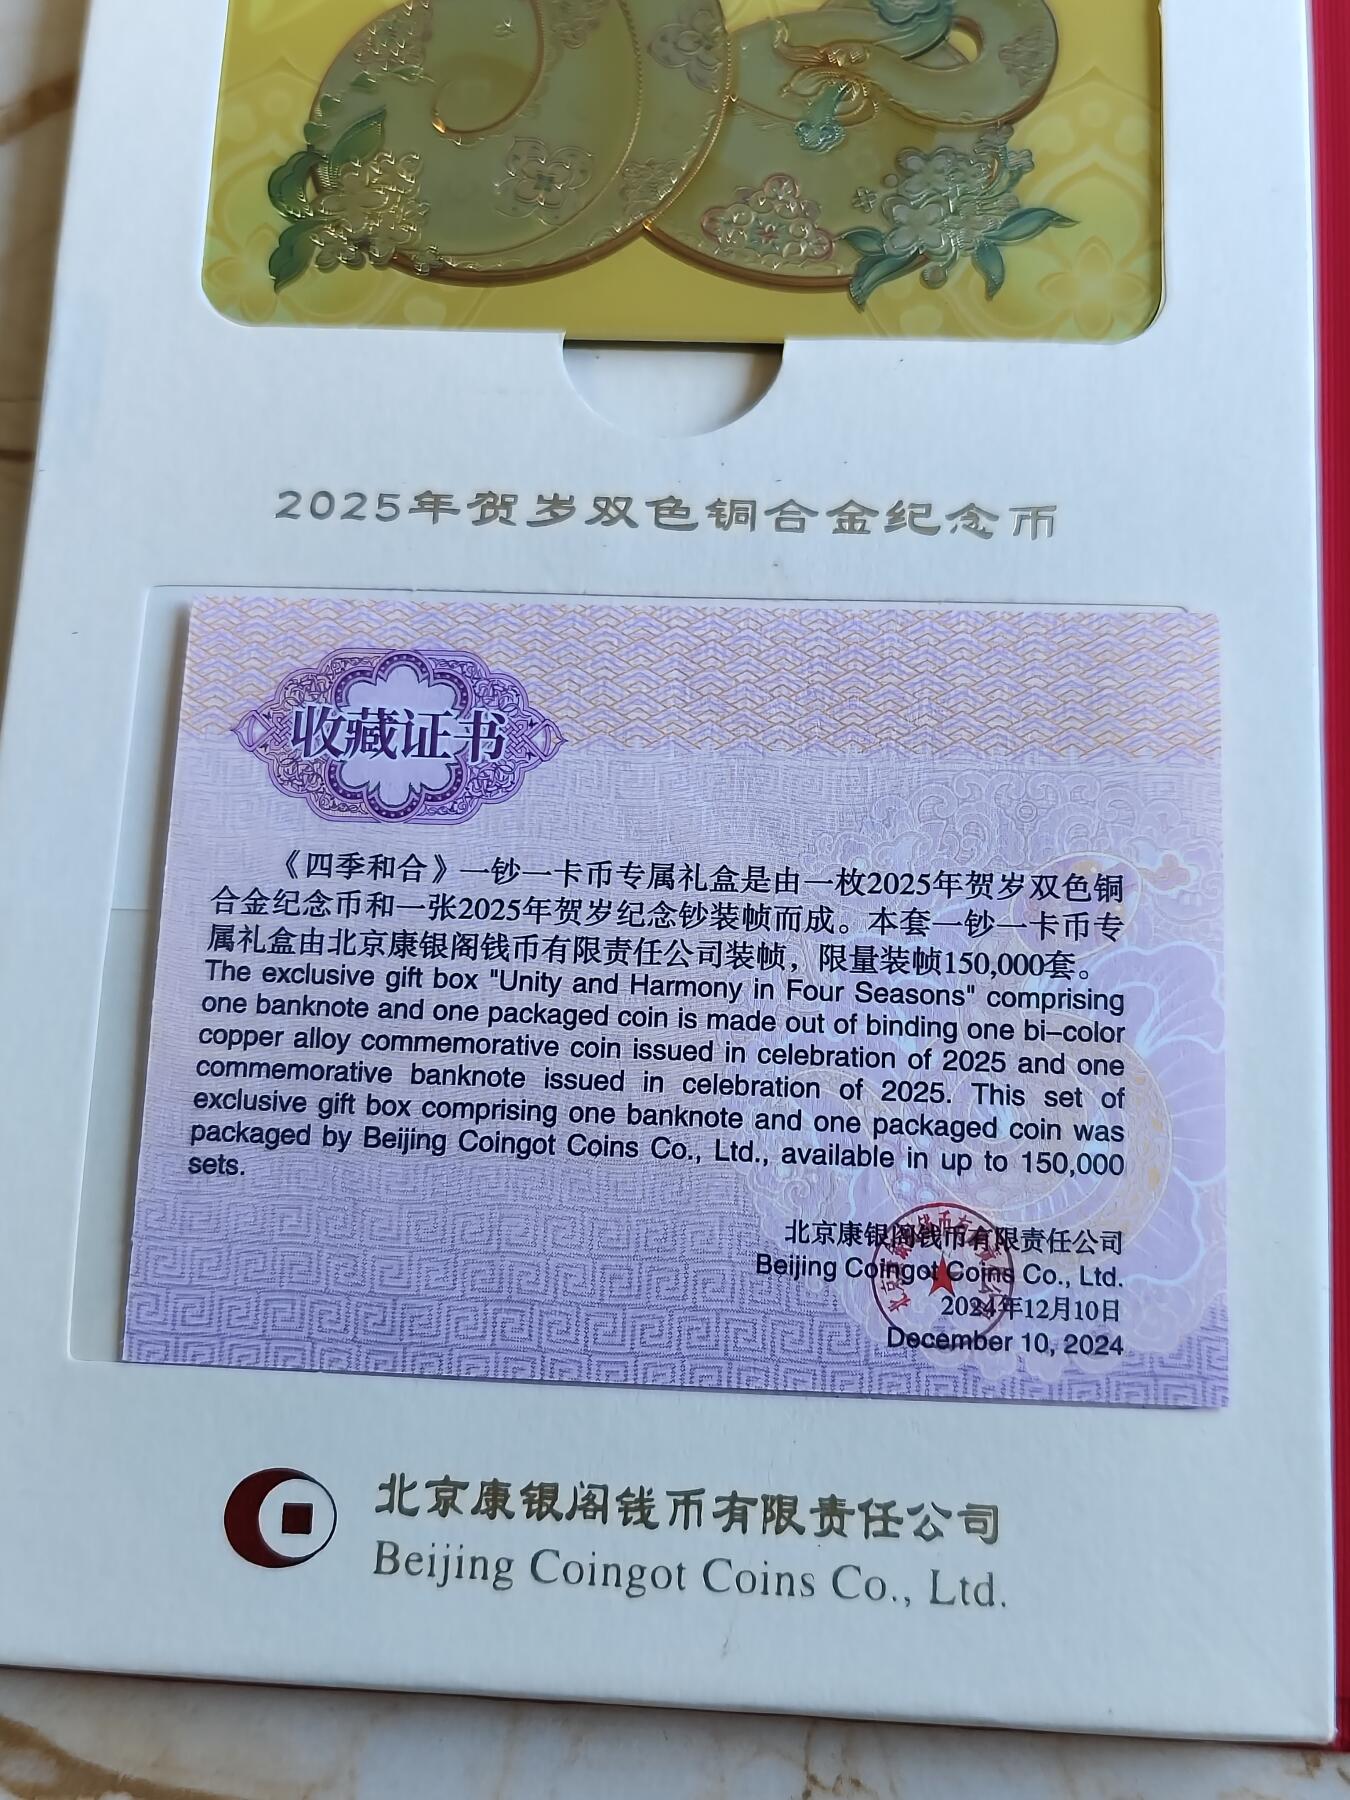 2025年贺岁双色铜合金纪念币
收藏证书
《四季和合》一钞一卡币专属礼盒是由一枚2025年贺岁双色铜
合金纪念币和一张2025年贺岁纪念钞装帧而成。本套一钞一卡币专
属礼盒由北京康银阁钱币有限责任公司装帧，限量装帧150,000套。
The exclusive gift box "Unity and Harmony in Four Seasons" comprising
one banknote and one packaged coin is made out of binding one bi–color
copper alloy commemorative coin issued in celebration of 2025 and one
commemorative banknote issued in celebration of 2025. This set of
exclusive gift box comprising one banknote and one packaged coin was
packaged by Beijing Coingot Coins Co., Ltd., available in up to 150,000
sets.
北京康银阁钱币有限责任公司
Beijing Coingot Coins Co., Ltd.
2024年12月10日
December 10, 2024
北京康银阁钱币有限责任公司
Beijing Coingot Coins Co., Ltd.